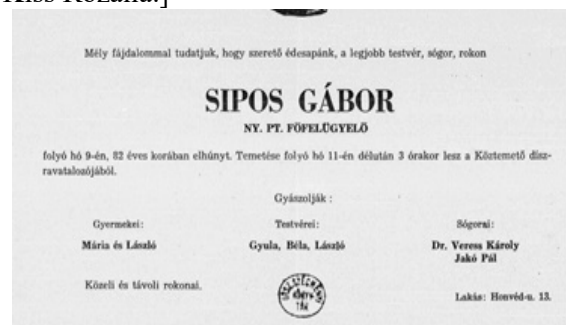 Kiss Rozália.]
Mély fájdalommal tudatjuk, hogy szerető édesapánk, a legjobb testvér, sógor, rokon
SIPOS GÁBOR
NY. PT. FŐFELÜGYELŐ
folyó hó 9-én, 82 éves korában elhúnyt. Temetése folyó hó 11-én délután 3 órakor lesz a Köztemető dísz-
ravatalozójából.
Gyászolják :
Gyermekei: Testvérei: Sógorai:
Mária és László Gyula, Béla, László Dr. Veress Károly
Jakó Pál
Közeli és távoli rokonai.
Lakás: Honvéd-u. 13.